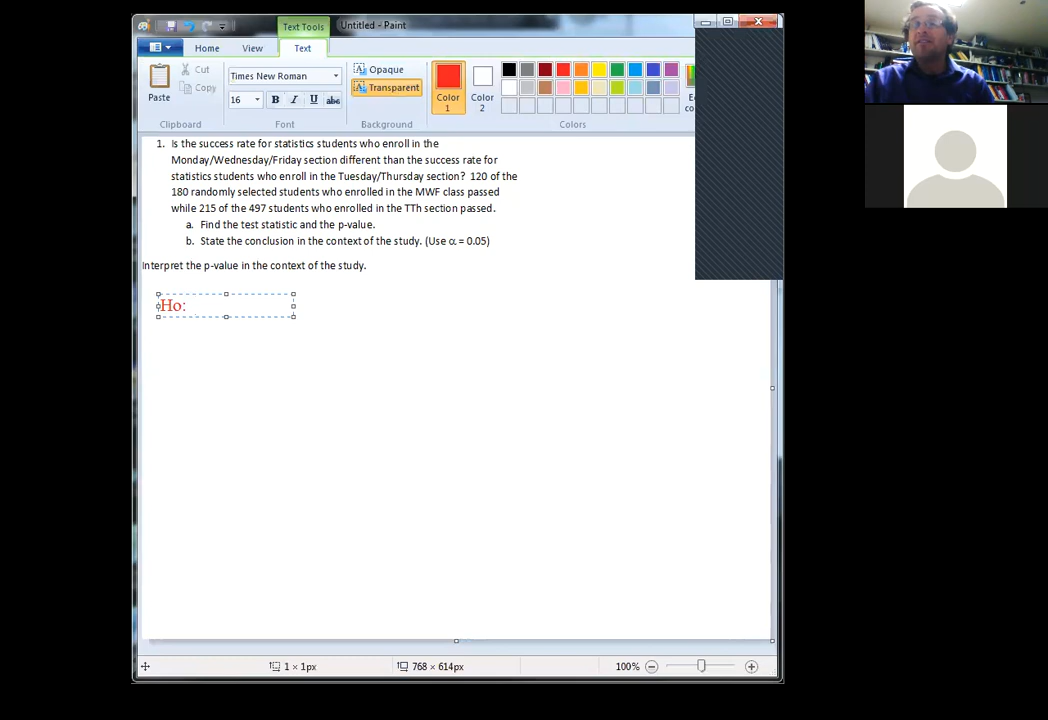 Text Tools
Untitled - Paint
Home
View
Text
Paste
Cut
Copy
Clipboard
Times New Roman
16
B
I
U
abc
Font
Opaque
Transparent
Background
Color
1
Color
2
Colors
1. Is the success rate for statistics students who enroll in the
Monday/Wednesday/Friday section different than the success rate for
statistics students who enroll in the Tuesday/Thursday section? 120 of the
180 randomly selected students who enrolled in the MWF class passed
while 215 of the 497 students who enrolled in the TTh section passed.
a. Find the test statistic and the p-value.
b. State the conclusion in the context of the study. (Use α = 0.05)
Interpret the p-value in the context of the study.
Ho:
1 × 1px
768 × 614px
100%